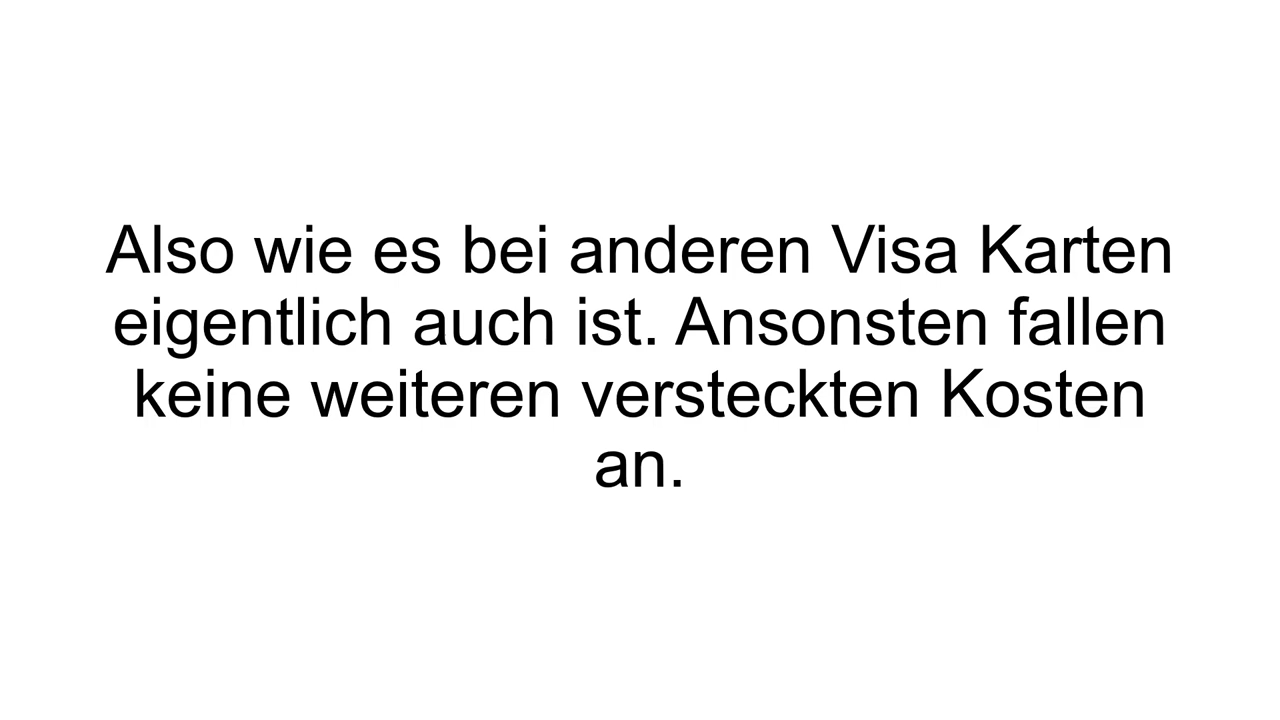 Also wie es bei anderen Visa Karten
eigentlich auch ist. Ansonsten fallen
keine weiteren versteckten Kosten
an.